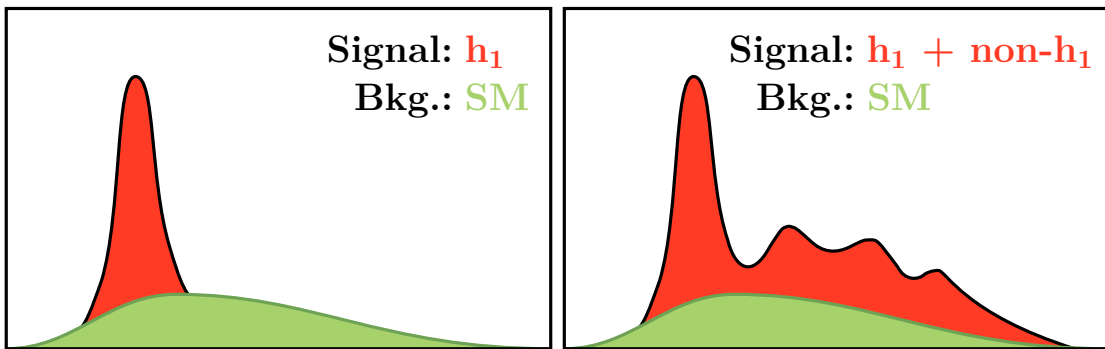 Signal: h₁
Bkg.: SM
Signal: h₁ + non-h₁
Bkg.: SM